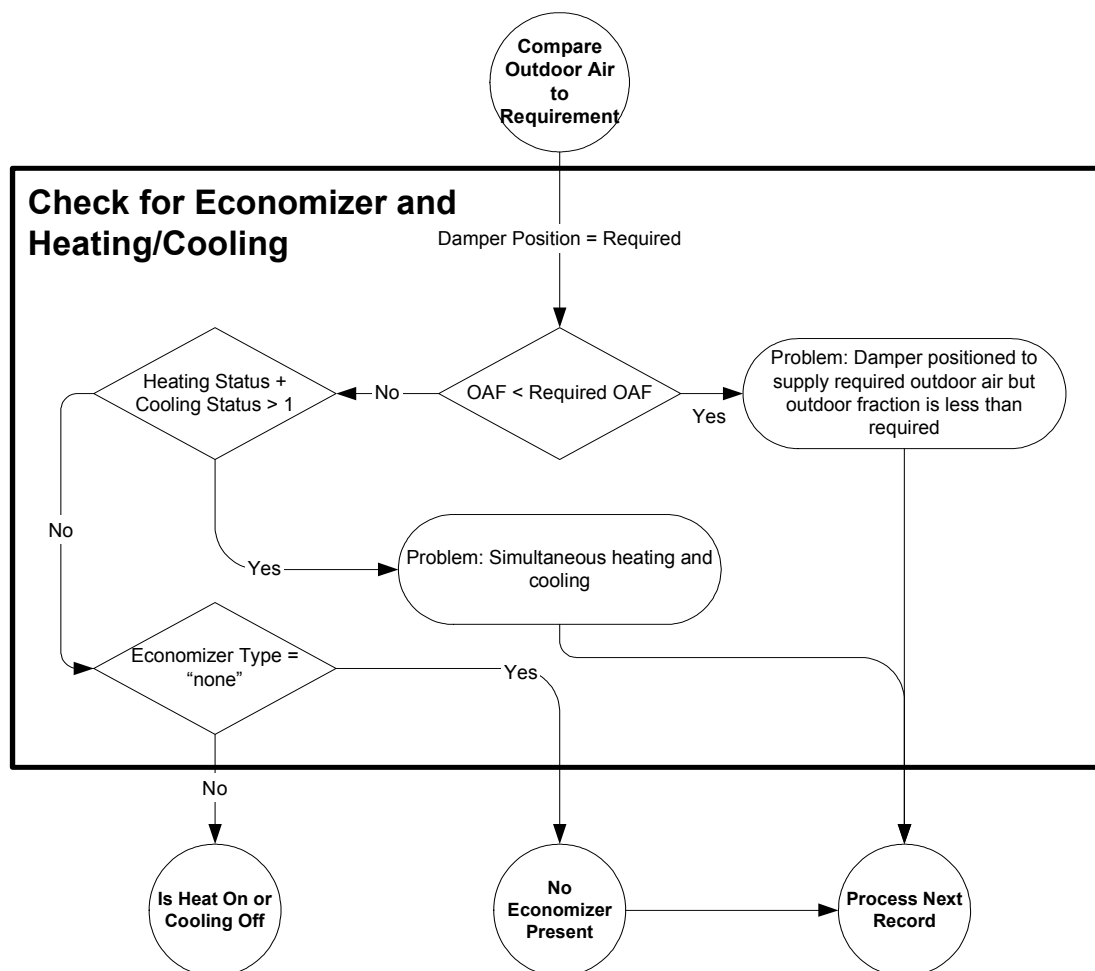 Compare
Outdoor Air
to
Requirement
Check for Economizer and
Heating/Cooling
Damper Position = Required
Heating Status +
Cooling Status > 1
No
OAF < Required OAF
Yes
Problem: Damper positioned to
supply required outdoor air but
outdoor fraction is less than
required
No
Yes
Problem: Simultaneous heating and
cooling
Economizer Type =
“none”
Yes
No
Is Heat On or
Cooling Off
No
Economizer
Present
Process Next
Record